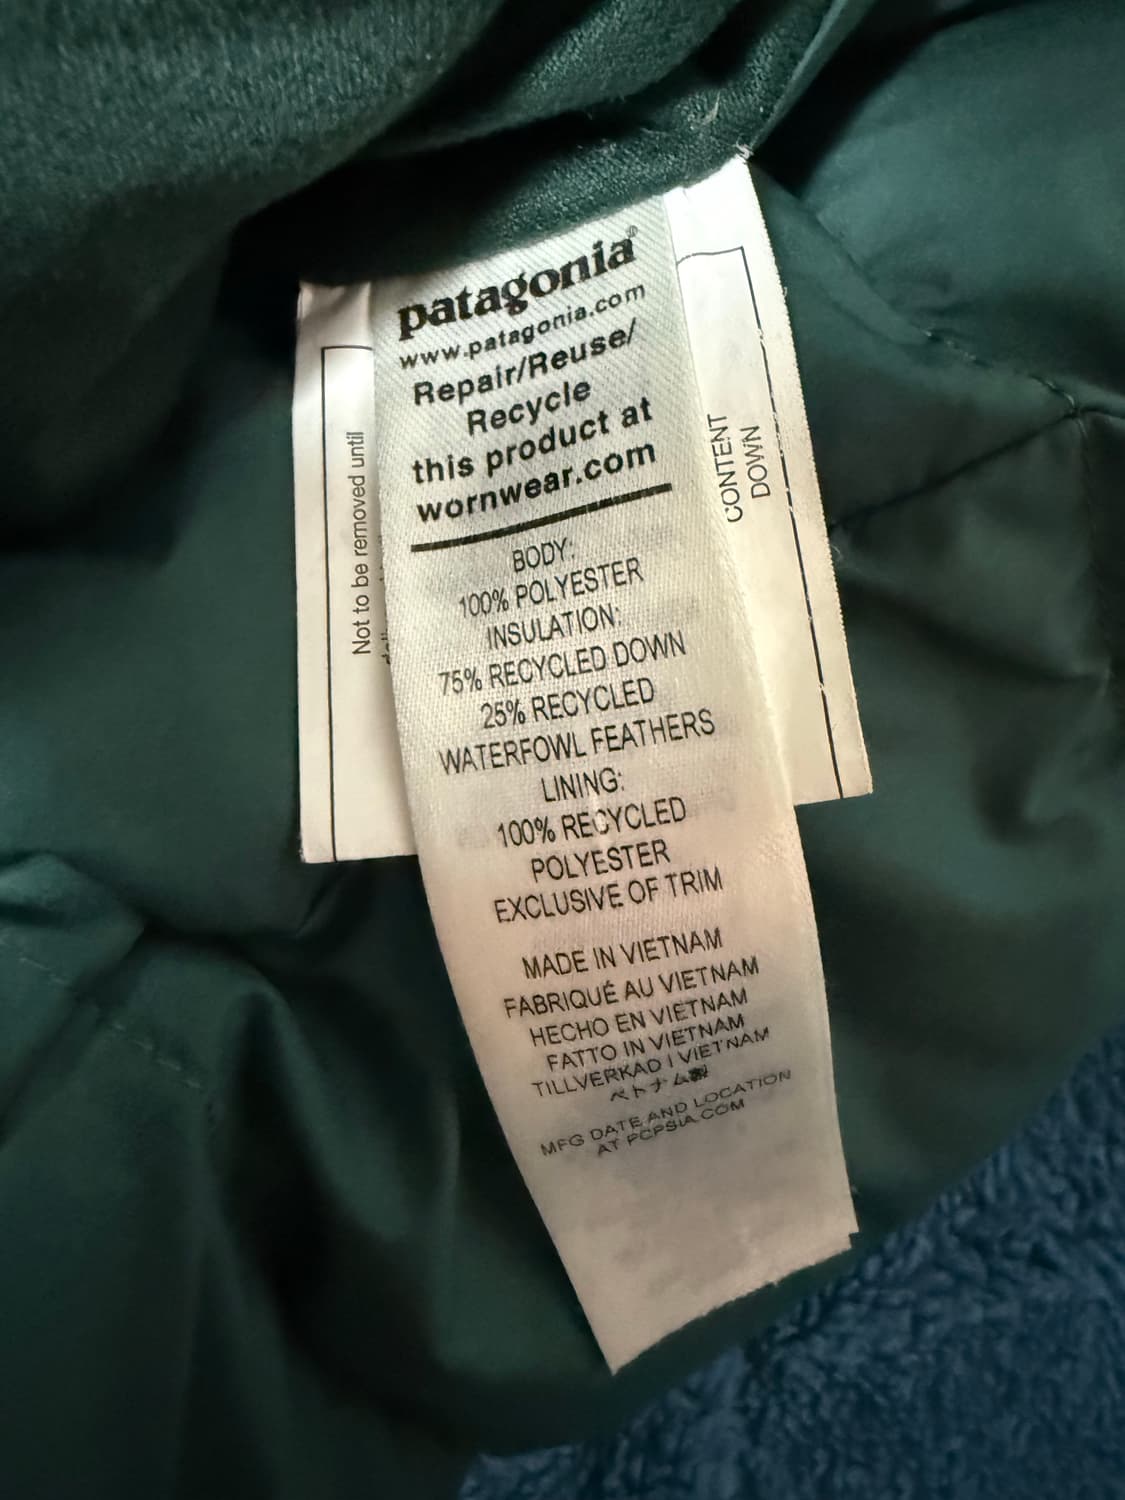 patagonia®
www.patagonia.com
Repair/Reuse/
Recycle
this product at
wornwear.com
BODY:
100% POLYESTER
INSULATION:
75% RECYCLED DOWN
25% RECYCLED
WATERFOWL FEATHERS
LINING:
100% RECYCLED
POLYESTER
EXCLUSIVE OF TRIM
MADE IN VIETNAM
FABRIQUÉ AU VIETNAM
HECHO EN VIETNAM
FATTO IN VIETNAM
TILLVERKAD I VIETNAM
ベトナム製
MFG DATE AND LOCATION
AT PCPSIA.COM
Not to be removed until
CONTENT
DOWN